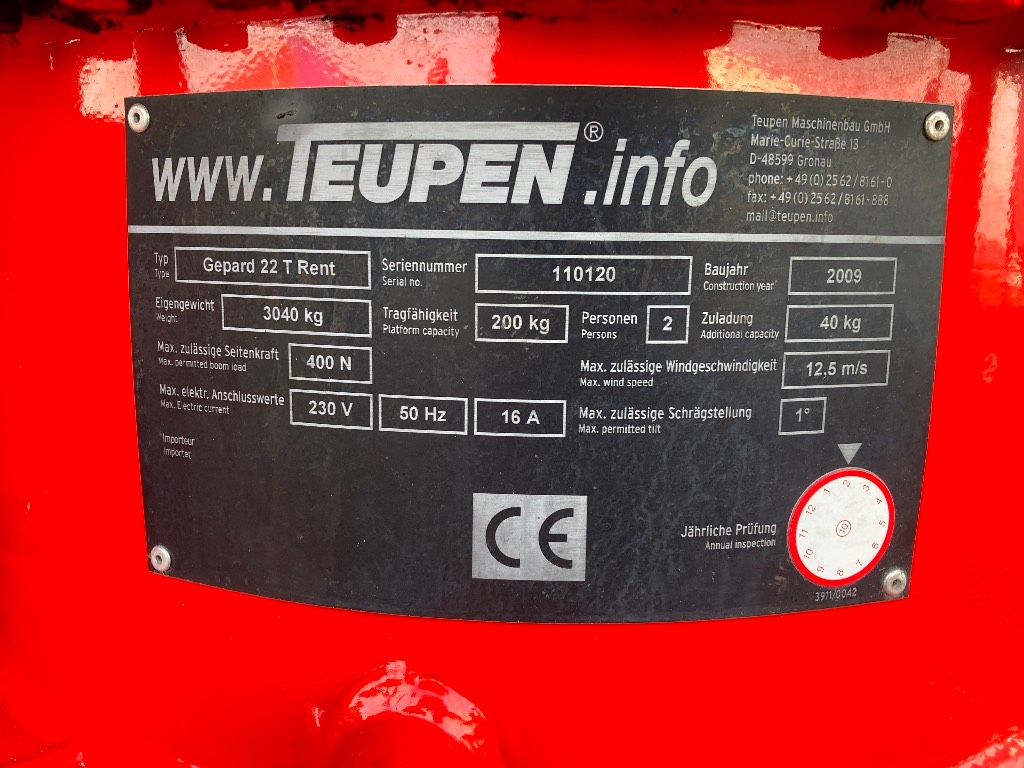 www.TEUPEN®.info
Teupen Maschinenbau GmbH
Marie-Curie-Straße 13
D-48599 Gronau
phone: +49 (0) 25 62 / 81 61 - 0
fax: +49 (0) 25 62 / 81 61 - 888
mail@teupen.info
Typ Gepard 22 T Rent Seriennummer 110120 Baujahr 2009
Type Serial no. Construction year
Eigengewicht 3040 kg Tragfähigkeit 200 kg Personen 2 Zuladung 40 kg
Weight Platform capacity Persons Additional capacity
Max. zulässige Seitenkraft 400 N Max. zulässige Windgeschwindigkeit 12,5 m/s
Max. permitted boom load Max. wind speed
Max. elektr. Anschlusswerte 230 V 50 Hz 16 A Max. zulässige Schrägstellung 1°
Max. Electric current Max. permitted tilt
*Importeur
Importer
CE
Jährliche Prüfung
Annual inspection
1 2 3 4 5 6 7 8 9 10 11 12
10
3911/0042